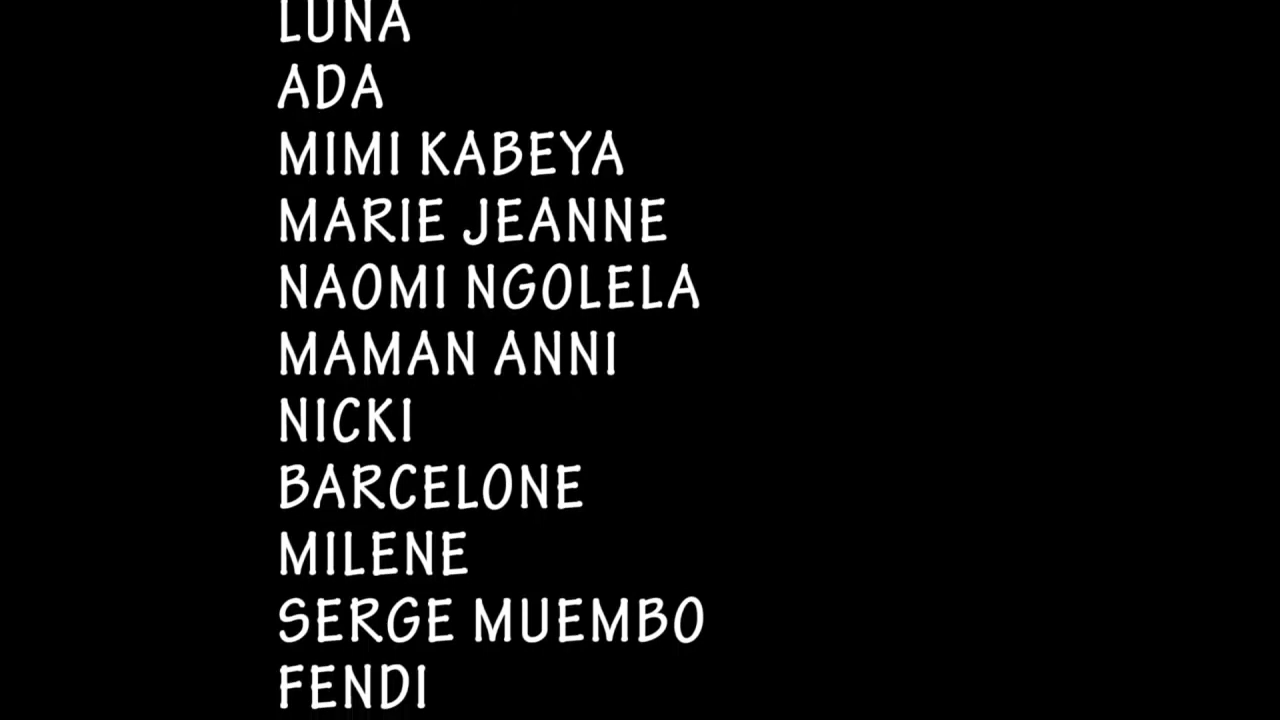 LUNA
ADA
MIMI KABEYA
MARIE JEANNE
NAOMI NGOLELA
MAMAN ANNI
NICKI
BARCELONE
MILENE
SERGE MUEMBO
FENDI